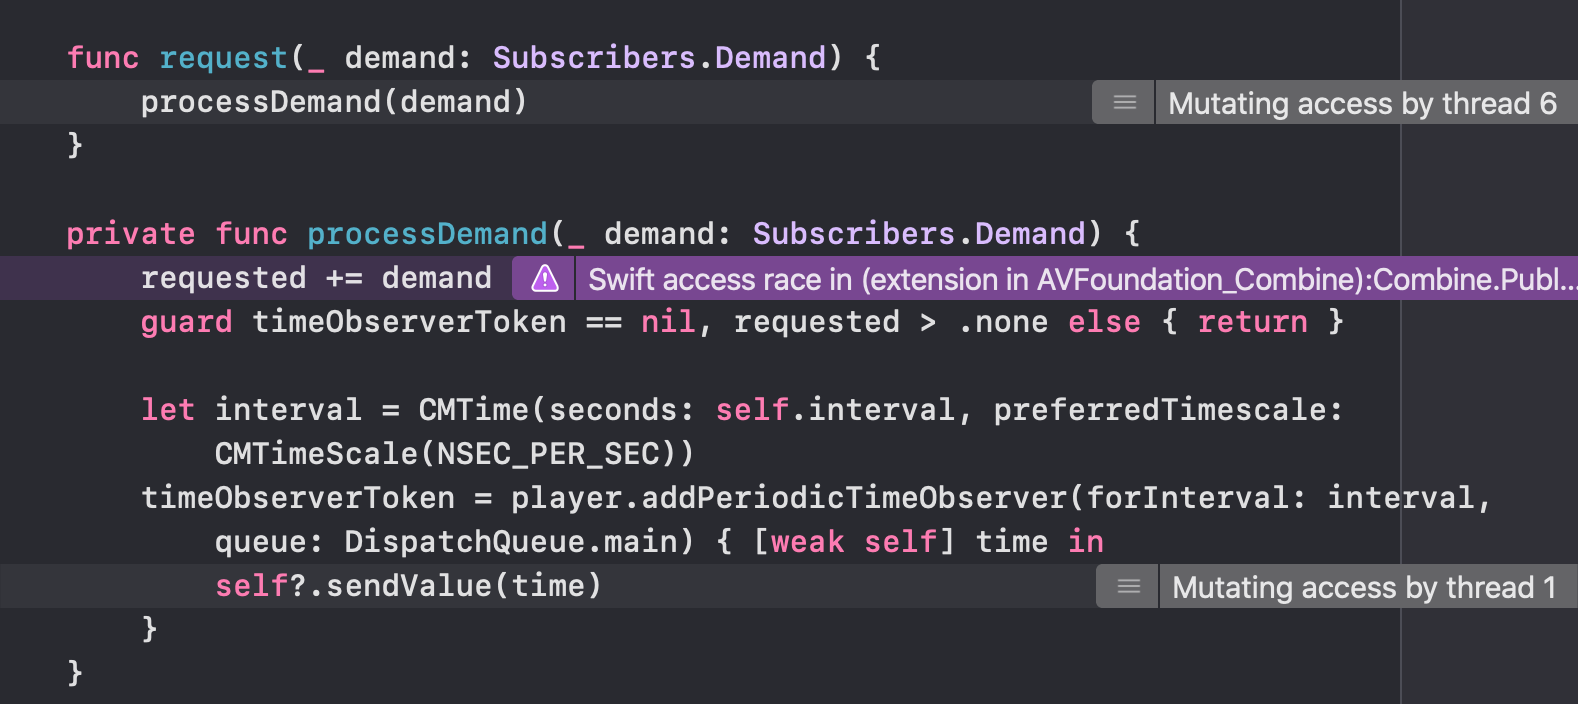 func request(_ demand: Subscribers.Demand) {
processDemand(demand) Mutating access by thread 6
}
private func processDemand(_ demand: Subscribers.Demand) {
requested += demand Swift access race in (extension in AVFoundation_Combine):Combine.Publ...
guard timeObserverToken == nil, requested > .none else { return }
let interval = CMTime(seconds: self.interval, preferredTimescale:
CMTimeScale(NSEC_PER_SEC))
timeObserverToken = player.addPeriodicTimeObserver(forInterval: interval,
queue: DispatchQueue.main) { [weak self] time in
self?.sendValue(time) Mutating access by thread 1
}
}